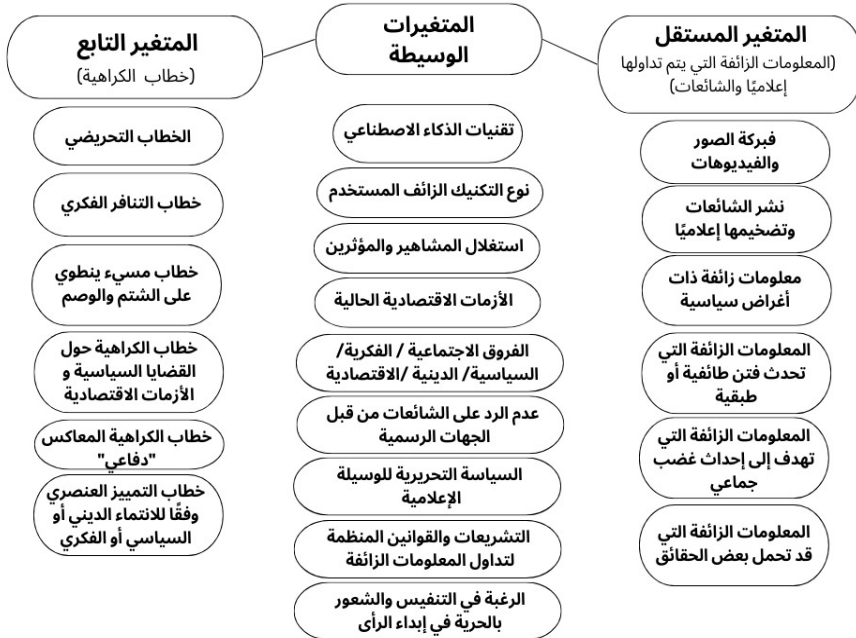 المتغير المستقل
(المعلومات الزائفة التي يتم تداولها
إعلاميًا والشائعات)
فبركة الصور
والفيديوهات
نشر الشائعات
وتضخيمها إعلاميًا
معلومات زائفة ذات
أغراض سياسية
المعلومات الزائفة التي
تحدث فتن طائفية أو
طبقية
المعلومات الزائفة التي
تهدف إلى إحداث غضب
جماعي
المعلومات الزائفة التي
قد تحمل بعض الحقائق
المتغيرات
الوسيطة
تقنيات الذكاء الاصطناعي
نوع التكنيك الزائف المستخدم
استغلال المشاهير والمؤثرين
الأزمات الاقتصادية الحالية
الفروق الاجتماعية / الفكرية/
السياسية/ الدينية /الاقتصادية
عدم الرد على الشائعات من قبل
الجهات الرسمية
السياسة التحريرية للوسيلة
الإعلامية
التشريعات والقوانين المنظمة
لتداول المعلومات الزائفة
الرغبة في التنفيس والشعور
بالحرية في إبداء الرأى
المتغير التابع
(خطاب الكراهية)
الخطاب التحريضي
خطاب التنافر الفكري
خطاب مسيء ينطوي
على الشتم والوصم
خطاب الكراهية حول
القضايا السياسية و
الأزمات الاقتصادية
خطاب الكراهية المعاكس
"دفاعي"
خطاب التمييز العنصري
وفقًا للانتماء الديني أو
السياسي أو الفكري